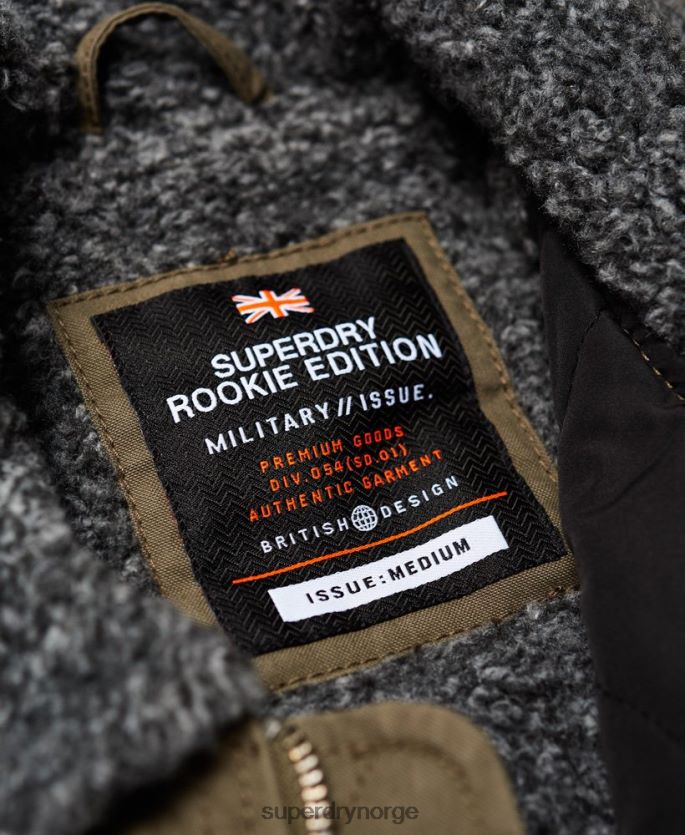 SUPERDRY
ROOKIE EDITION
MILITARY//ISSUE.
PREMIUM GOODS
DIV.054(SD.01)
AUTHENTIC GARMENT
BRITISH DESIGN
ISSUE:MEDIUM
superdrynorge